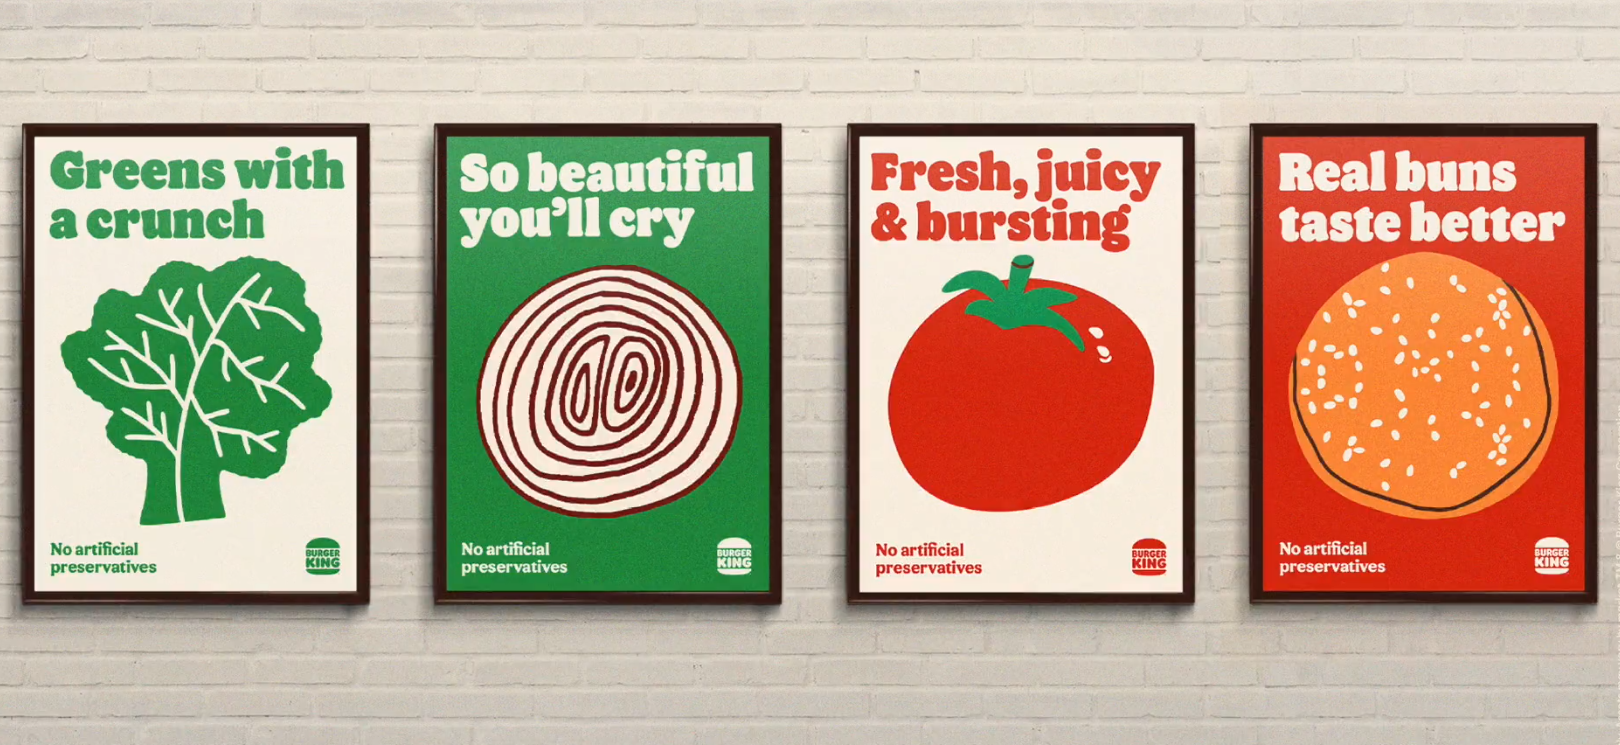 Greens with
a crunch
No artificial
preservatives
BURGER
KING
So beautiful
you'll cry
No artificial
preservatives
BURGER
KING
Fresh, juicy
& bursting
No artificial
preservatives
BURGER
KING
Real buns
taste better
No artificial
preservatives
BURGER
KING